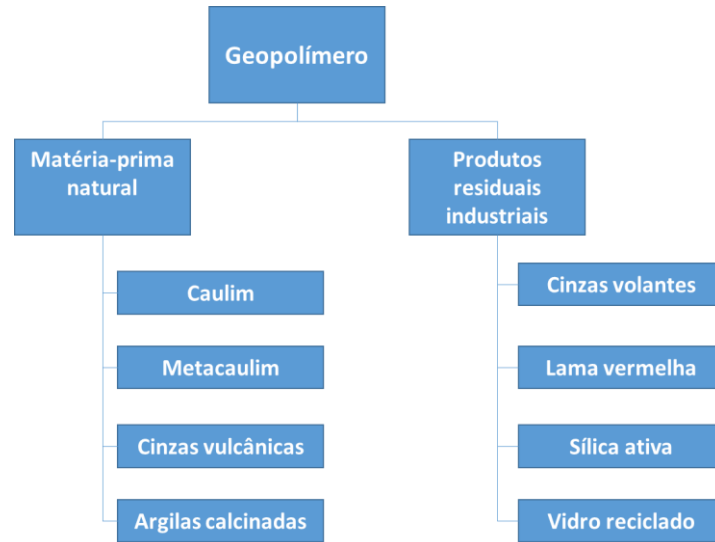 Geopolímero
Matéria-prima
natural
Caulim
Metacaulim
Cinzas vulcânicas
Argilas calcinadas
Produtos
residuais
industriais
Cinzas volantes
Lama vermelha
Sílica ativa
Vidro reciclado